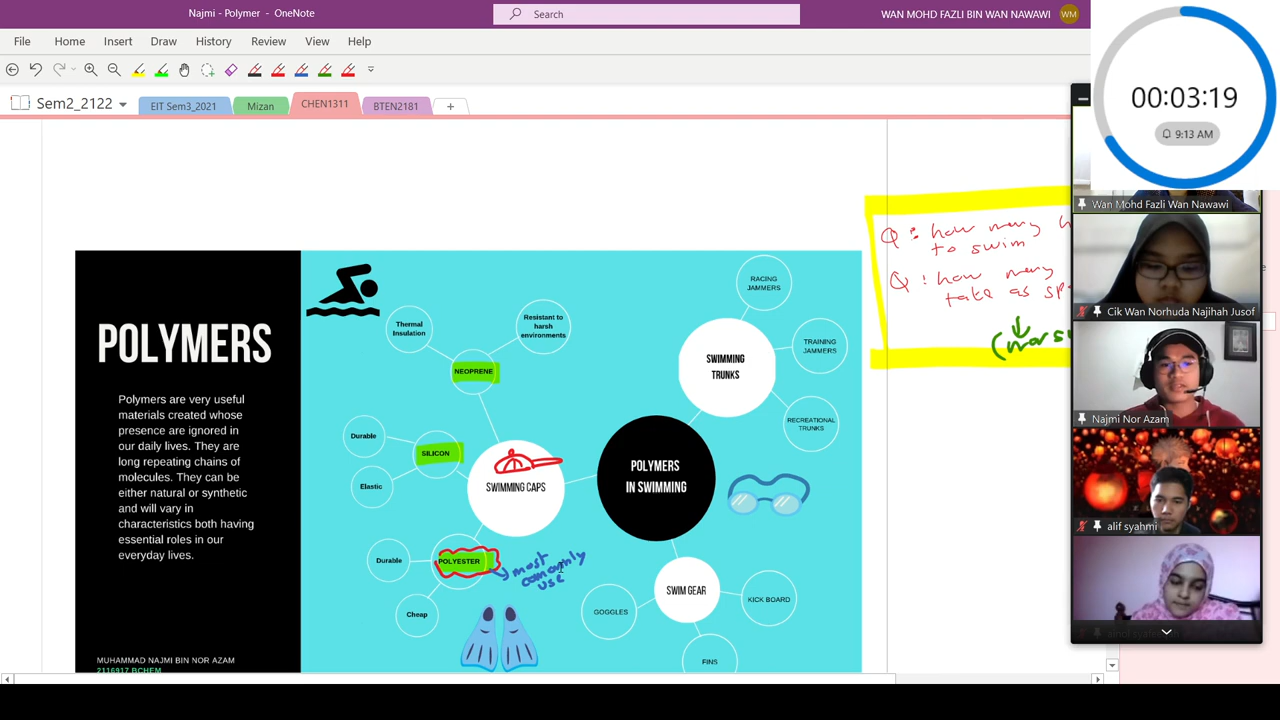 Najmi - Polymer - OneNote
Search
WAN MOHD FAZLI BIN WAN NAWAWI
WM
File Home Insert Draw History Review View Help
Sem2_2122
EIT Sem3_2021
Mizan
CHEN1311
BTEN2181
00:03:19
9:13 AM
POLYMERS
Polymers are very useful
materials created whose
presence are ignored in
our daily lives. They are
long repeating chains of
molecules. They can be
either natural or synthetic
and will vary in
characteristics both having
essential roles in our
everyday lives.
MUHAMMAD NAJMI BIN NOR AZAM
2116917 BCHEM
Thermal
Insulation
Resistant to
harsh
environments
NEOPRENE
Durable
SILICON
Elastic
SWIMMING CAPS
Durable
POLYESTER
Cheap
most
commonly
use
POLYMERS
IN SWIMMING
SWIMMING
TRUNKS
RACING
JAMMERS
TRAINING
JAMMERS
RECREATIONAL
TRUNKS
SWIM GEAR
GOGGLES
KICK BOARD
FINS
Q : how many
to swim
Q : how many
take as
Wan Mohd Fazli Wan Nawawi
Cik Wan Norhuda Najihah Jusof
Najmi Nor Azam
alif syahmi